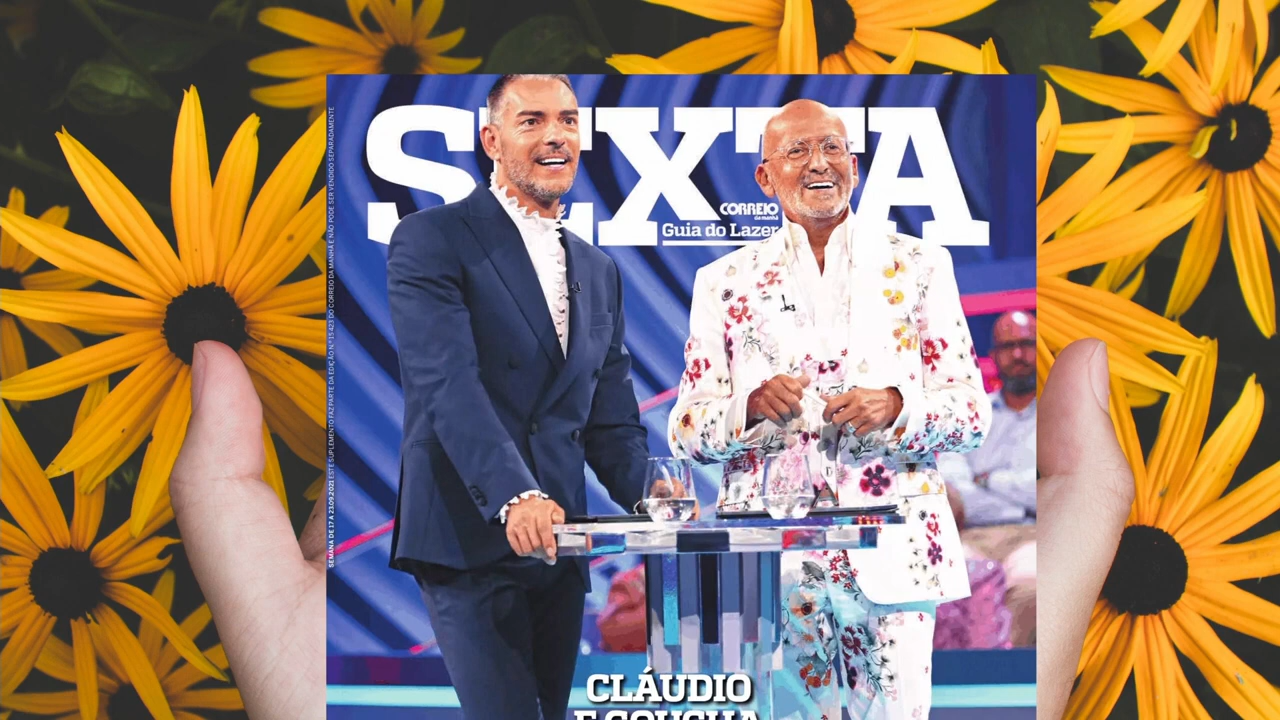 SEXTA
CORREIO
da manhã
Guia do Lazer
SEMANA DE 17 A 23.09.2021 ESTE SUPLEMENTO FAZ PARTE DA EDIÇÃO N.º 15423 DO CORREIO DA MANHÃ E NÃO PODE SER VENDIDO SEPARADAMENTE
CLÁUDIO
E GOUCHA